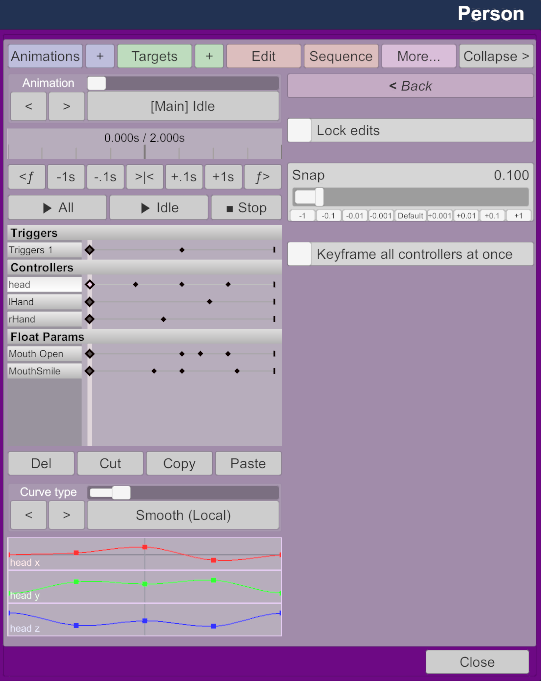 Person
Animations + Targets + Edit Sequence More... Collapse >
Animation
< > [Main] Idle
0.000s / 2.000s
<ƒ -1s -.1s >|< +.1s +1s ƒ>
▶ All ▶ Idle ■ Stop
Triggers
Triggers 1
Controllers
head
lHand
rHand
Float Params
Mouth Open
MouthSmile
Del Cut Copy Paste
Curve type
< > Smooth (Local)
head x
head y
head z
< Back
Lock edits
Snap 0.100
-1 -0.1 -0.01 -0.001 Default +0.001 +0.01 +0.1 +1
Keyframe all controllers at once
Close